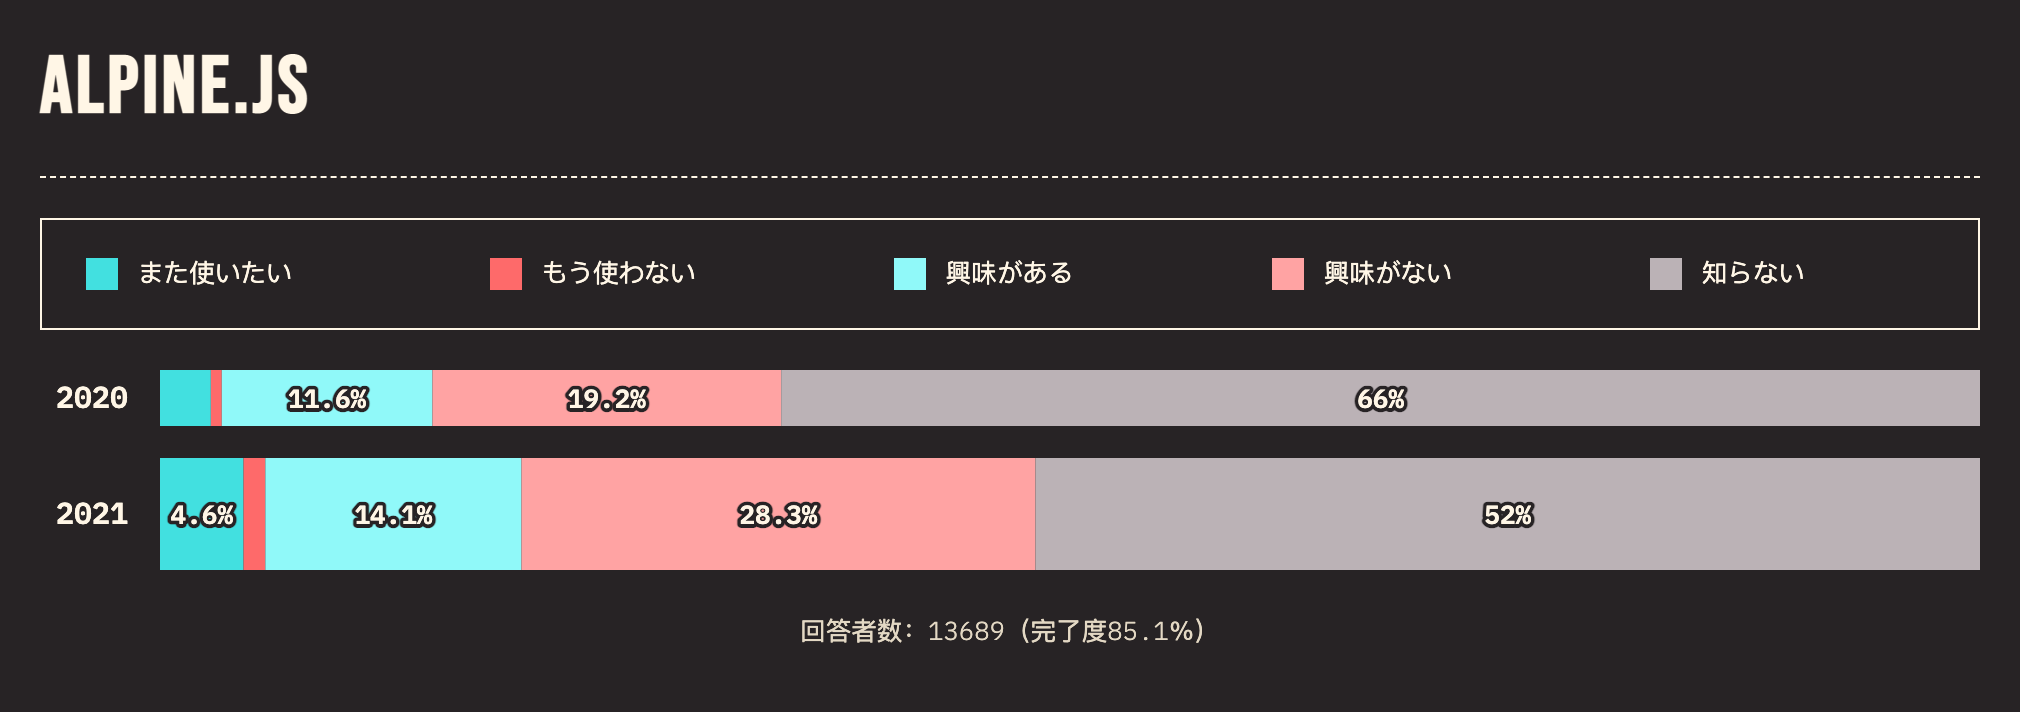 ALPINE.JS
また使いたい もう使わない 興味がある 興味がない 知らない
2020 11.6% 19.2% 66%
2021 4.6% 14.1% 28.3% 52%
回答者数: 13689 (完了度85.1%)